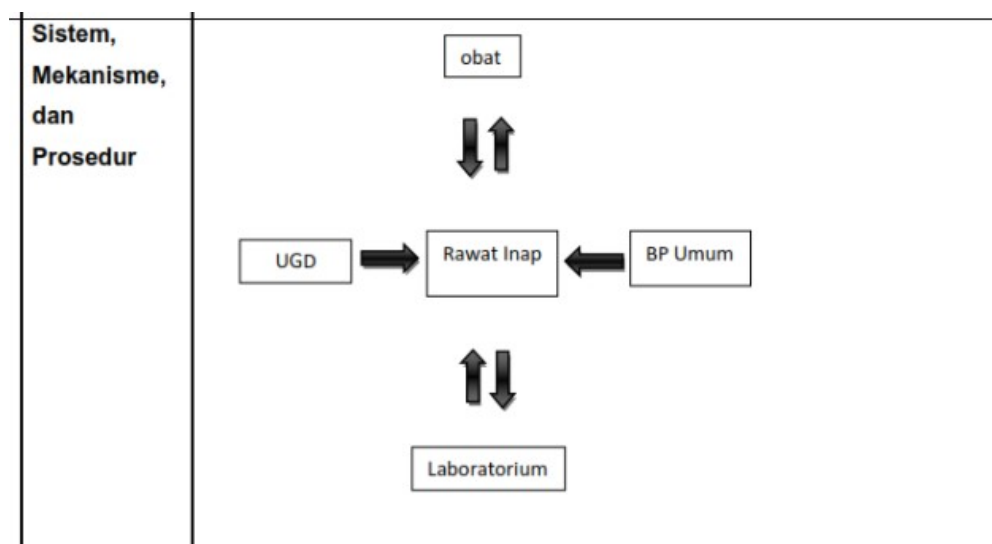 Sistem,
Mekanisme,
dan
Prosedur
obat
UGD
Rawat Inap
BP Umum
Laboratorium